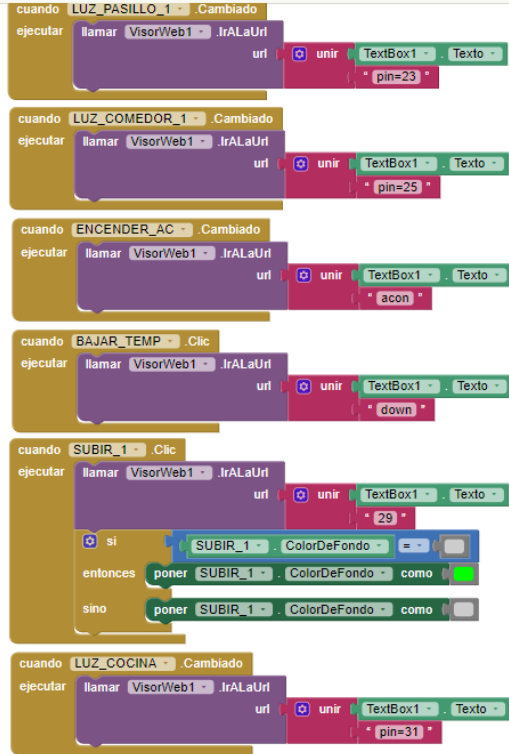 cuando LUZ_PASILLO_1 .Cambiado
ejecutar llamar VisorWeb1 .IrALaUrl
url unir TextBox1 . Texto
" pin=23 "
cuando LUZ_COMEDOR_1 .Cambiado
ejecutar llamar VisorWeb1 .IrALaUrl
url unir TextBox1 . Texto
" pin=25 "
cuando ENCENDER_AC .Cambiado
ejecutar llamar VisorWeb1 .IrALaUrl
url unir TextBox1 . Texto
" acon "
cuando BAJAR_TEMP .Clic
ejecutar llamar VisorWeb1 .IrALaUrl
url unir TextBox1 . Texto
" down "
cuando SUBIR_1 .Clic
ejecutar llamar VisorWeb1 .IrALaUrl
url unir TextBox1 . Texto
" 29 "
si SUBIR_1 . ColorDeFondo =
entonces poner SUBIR_1 . ColorDeFondo como
sino poner SUBIR_1 . ColorDeFondo como
cuando LUZ_COCINA .Cambiado
ejecutar llamar VisorWeb1 .IrALaUrl
url unir TextBox1 . Texto
" pin=31 "